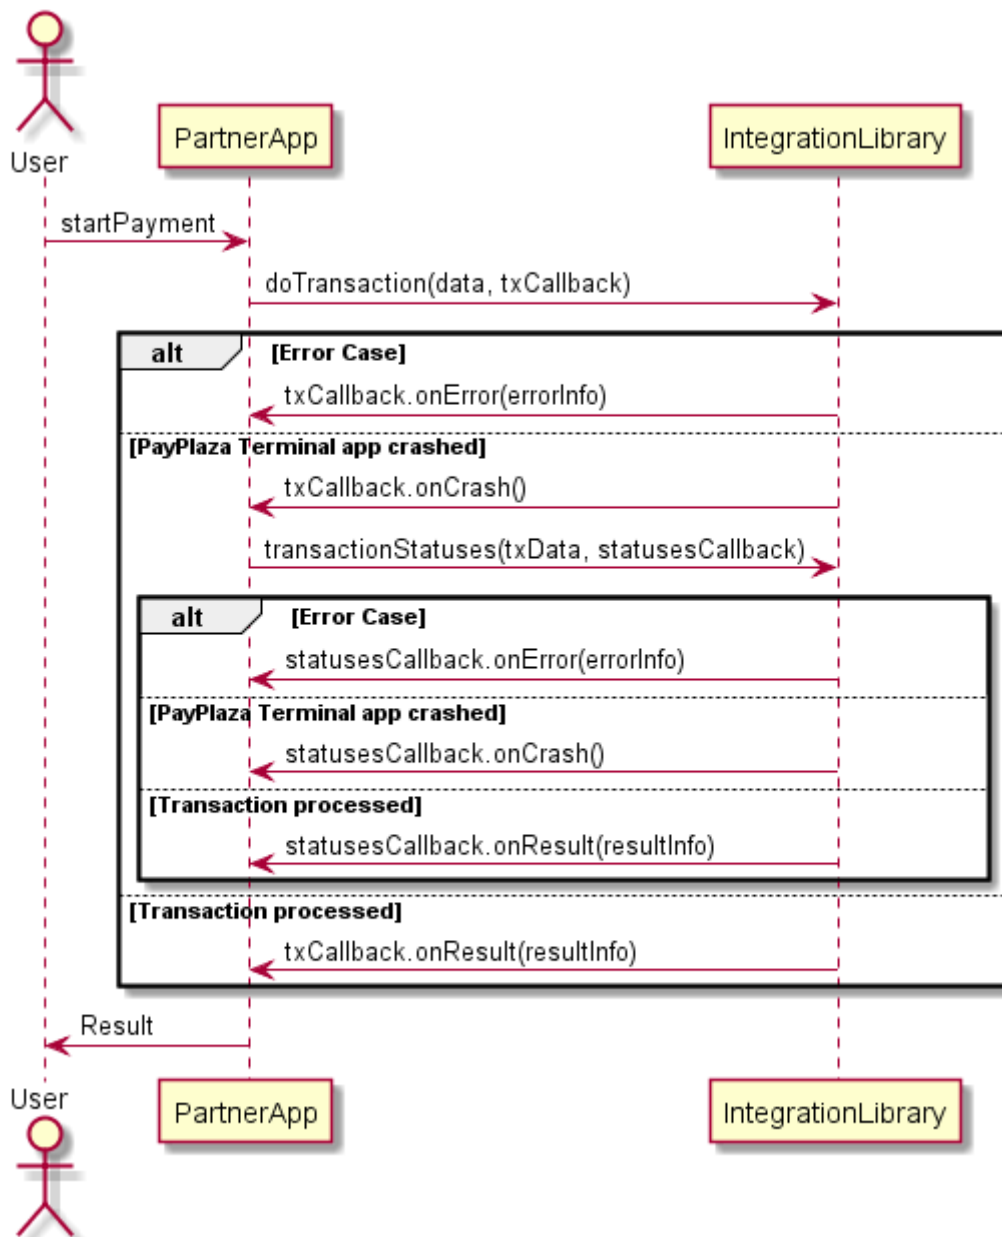 User
PartnerApp
IntegrationLibrary
startPayment
doTransaction(data, txCallback)
alt
[Error Case]
txCallback.onError(errorInfo)
[PayPlaza Terminal app crashed]
txCallback.onCrash()
transactionStatuses(txData, statusesCallback)
alt
[Error Case]
statusesCallback.onError(errorInfo)
[PayPlaza Terminal app crashed]
statusesCallback.onCrash()
[Transaction processed]
statusesCallback.onResult(resultInfo)
[Transaction processed]
txCallback.onResult(resultInfo)
Result
User
PartnerApp
IntegrationLibrary